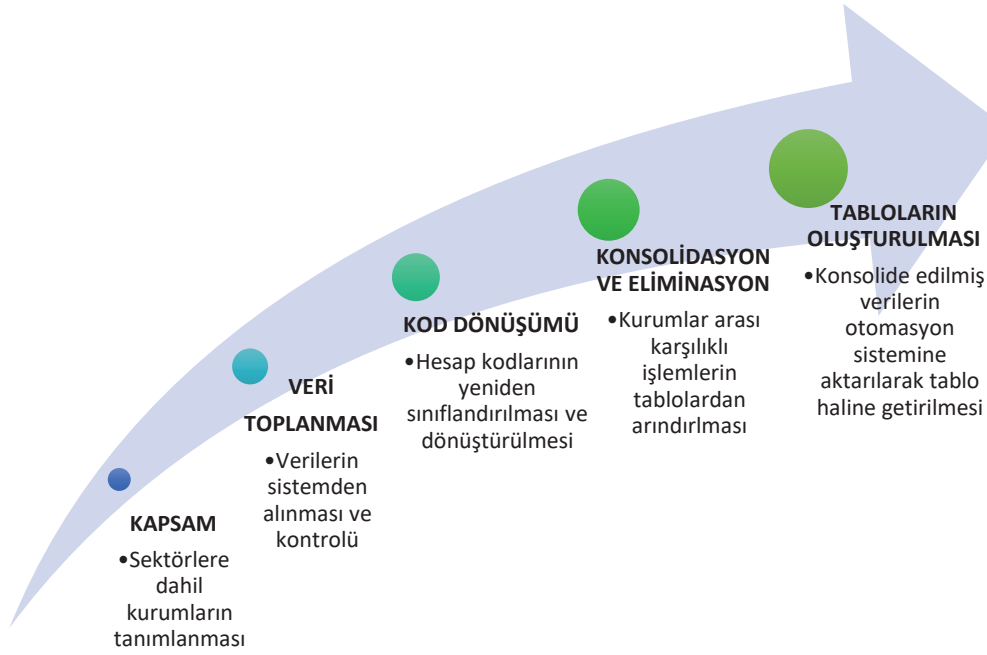 KAPSAM
•Sektörlere
dahil
kurumların
tanımlanması
VERİ
TOPLANMASI
•Verilerin
sistemden
alınması ve
kontrolü
KOD DÖNÜŞÜMÜ
•Hesap kodlarının
yeniden
sınıflandırılması ve
dönüştürülmesi
KONSOLİDASYON
VE ELİMİNASYON
•Kurumlar arası
karşılıklı
işlemlerin
tablolardan
arındırılması
TABLOLARIN
OLUŞTURULMASI
•Konsolide edilmiş
verilerin
otomasyon
sistemine
aktarılarak tablo
haline getirilmesi